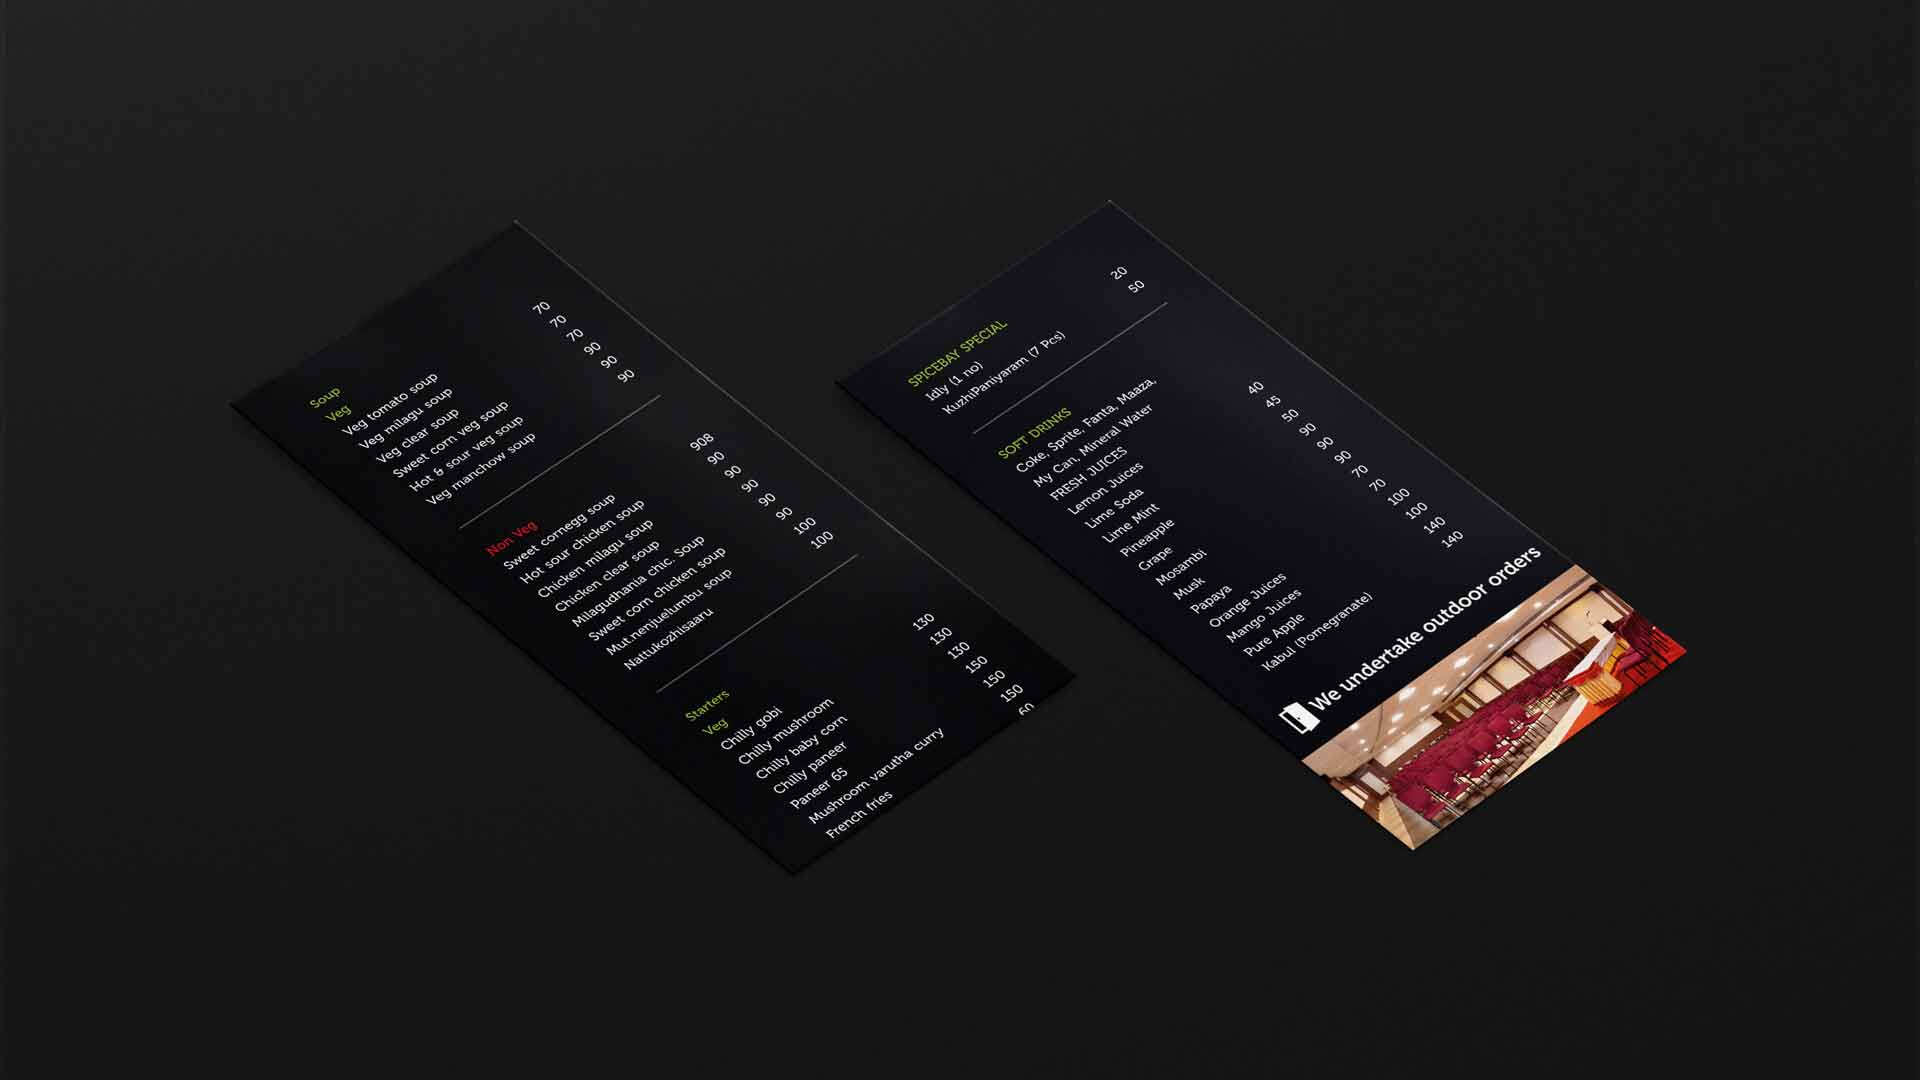 Soup
Veg
Veg tomato soup 70
Veg milagu soup 70
Veg clear soup 70
Sweet corn veg soup 90
Hot & sour veg soup 90
Veg manchow soup 90
Non Veg
Sweet cornegg soup 908
Hot sour chicken soup 90
Chicken milagu soup 90
Chicken clear soup 90
Milagudhania chic. Soup 90
Sweet corn chicken soup 90
Mut.nenjuelumbu soup 100
Nattukozhisaaru 100
Starters
Veg
Chilly gobi 130
Chilly mushroom 130
Chilly baby corn 130
Chilly paneer 150
Paneer 65 150
Mushroom varutha curry 150
French fries 60
SPICEBAY SPECIAL
Idly (1 no) 20
KuzhiPaniyaram (7 Pcs) 50
SOFT DRINKS
Coke, Sprite, Fanta, Maaza,
My Can, Mineral Water
FRESH JUICES
Lemon Juices 40
Lime Soda 45
Lime Mint 50
Pineapple 90
Grape 90
Mosambi 90
Musk 70
Papaya 70
Orange Juices 100
Mango Juices 100
Pure Apple 140
Kabul (Pomegranate) 140
We undertake outdoor orders